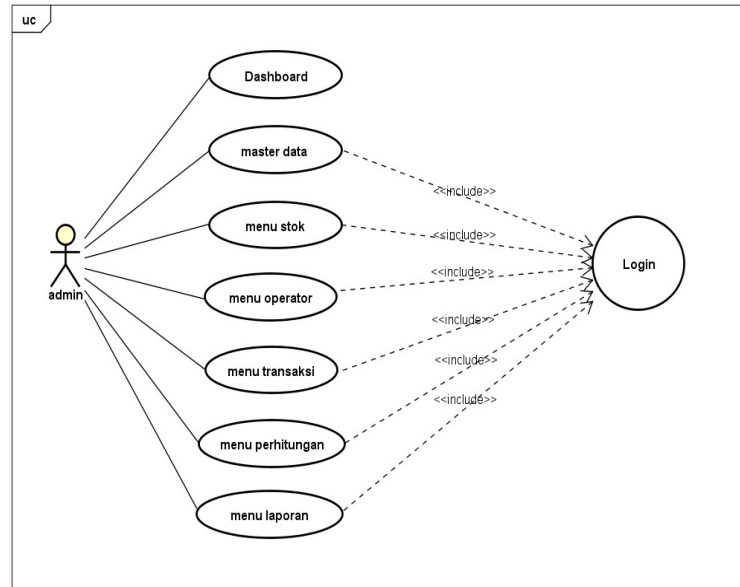 uc
Dashboard
master data
<<include>>
menu stok
<<include>>
Login
menu operator
<<include>>
admin
menu transaksi
<<include>>
menu perhitungan
<<include>>
menu laporan
<<include>>